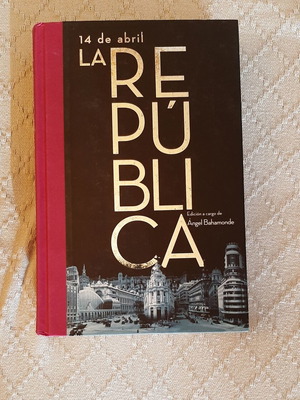 14 de abril
LA RE
PÚ
BLI
CA
Edición a cargo de
Ángel Bahamonde